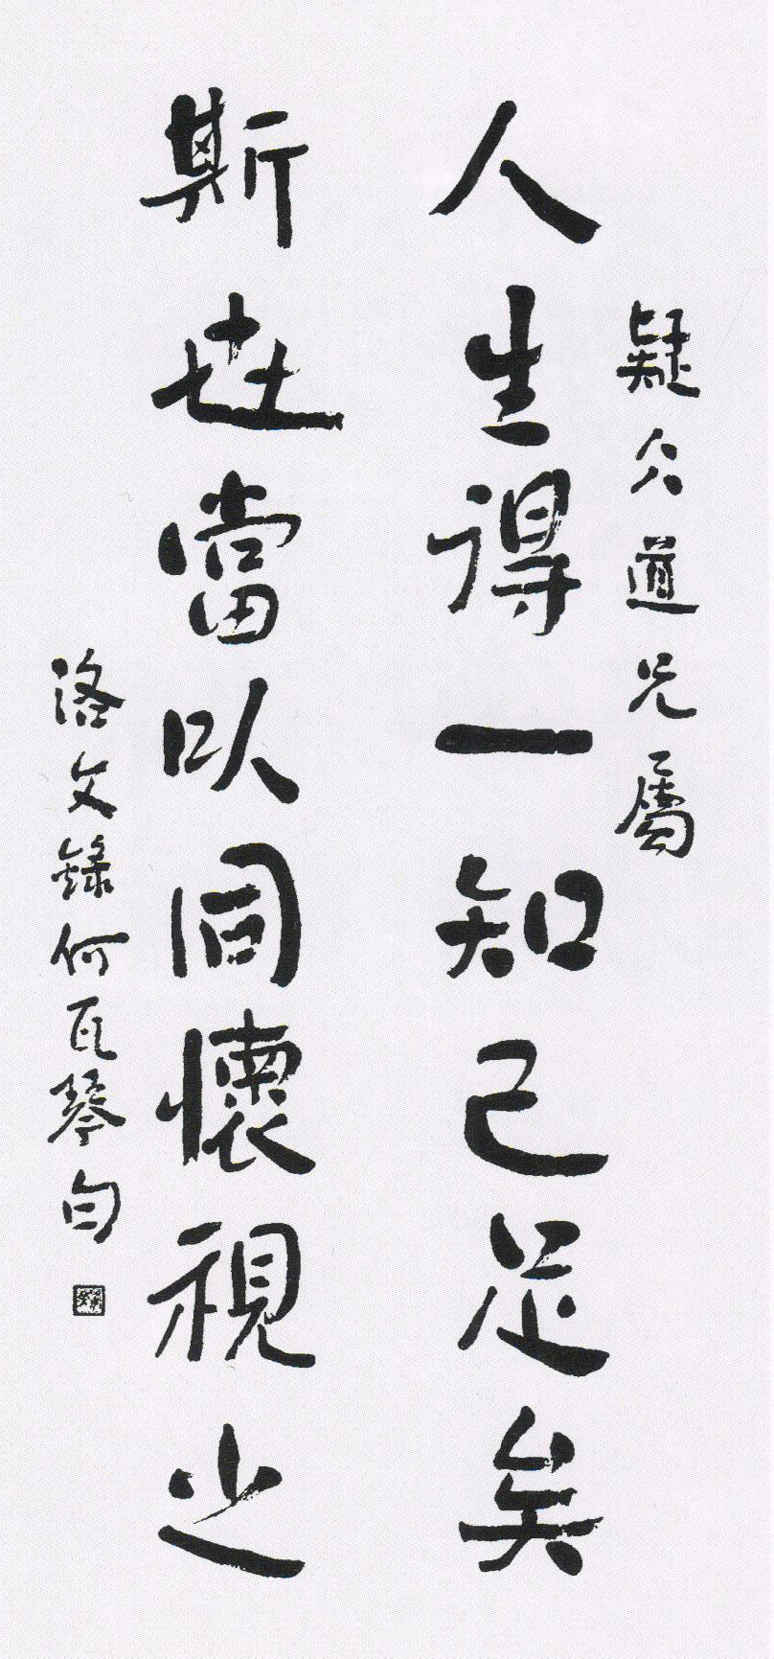 疑仌道兄屬
人生得一知己足矣
斯世當以同懷視之
洛文錄何瓦琴句